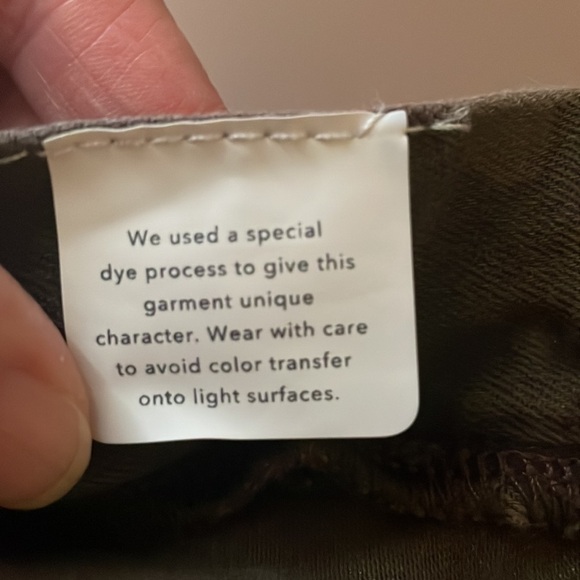 We used a special
dye process to give this
garment unique
character. Wear with care
to avoid color transfer
onto light surfaces.